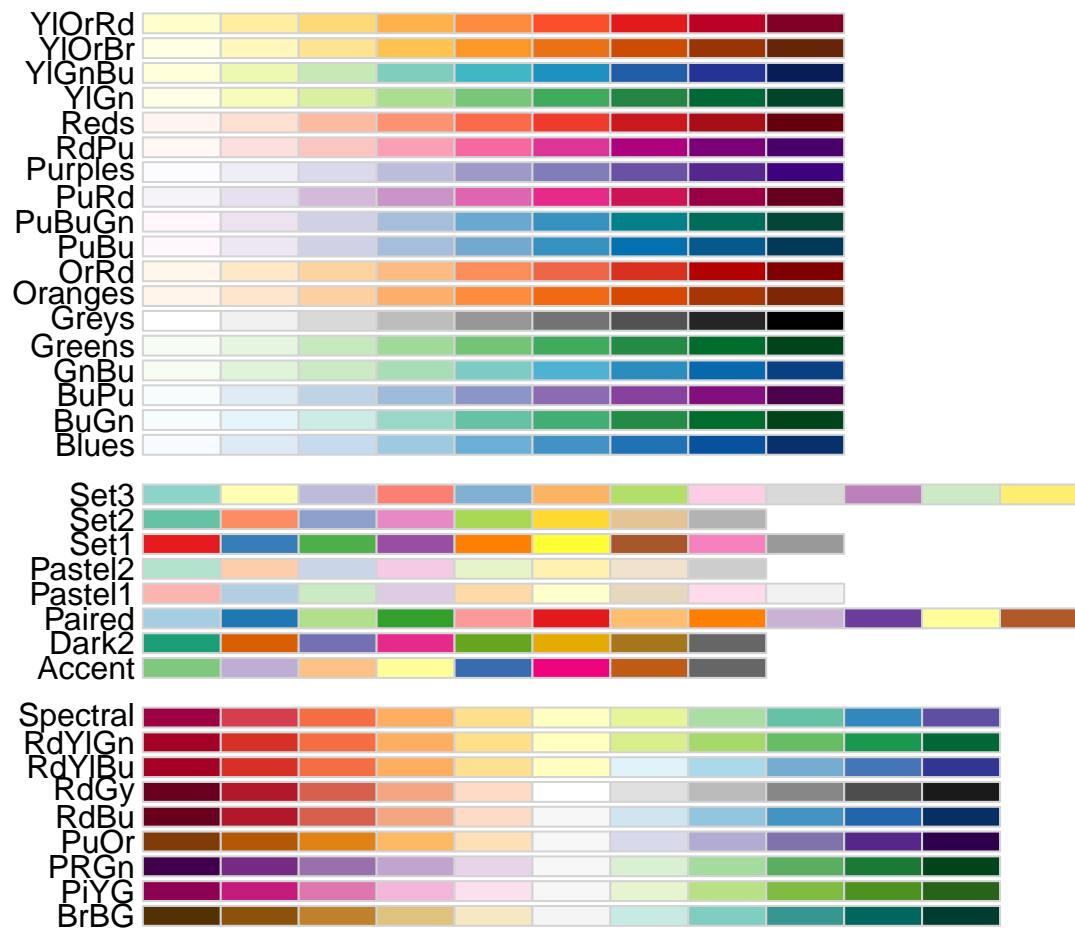 YlOrRd
YlOrBr
YlGnBu
YlGn
Reds
RdPu
Purples
PuRd
PuBuGn
PuBu
OrRd
Oranges
Greys
Greens
GnBu
BuPu
BuGn
Blues
Set3
Set2
Set1
Pastel2
Pastel1
Paired
Dark2
Accent
Spectral
RdYlGn
RdYlBu
RdGy
RdBu
PuOr
PRGn
PiYG
BrBG